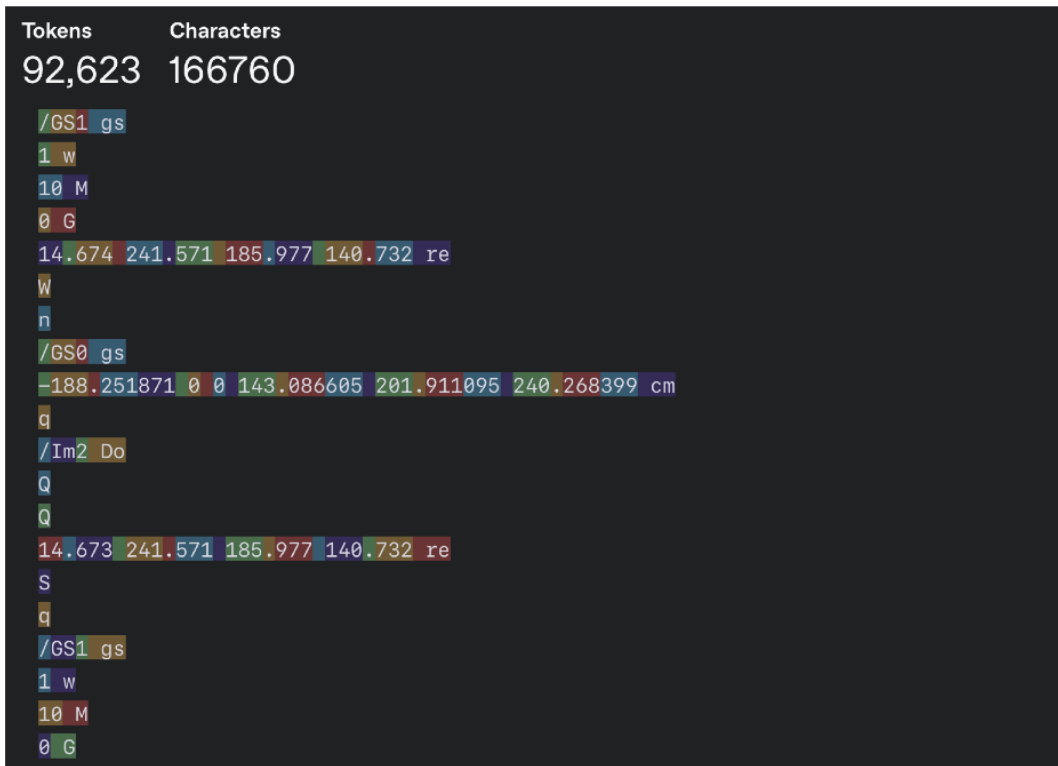 Tokens Characters
92,623 166760
/GS1 gs
1 w
10 M
0 G
14.674 241.571 185.977 140.732 re
W
n
/GS0 gs
-188.251871 0 0 143.086605 201.911095 240.268399 cm
q
/Im2 Do
Q
Q
14.673 241.571 185.977 140.732 re
S
q
/GS1 gs
1 w
10 M
0 G